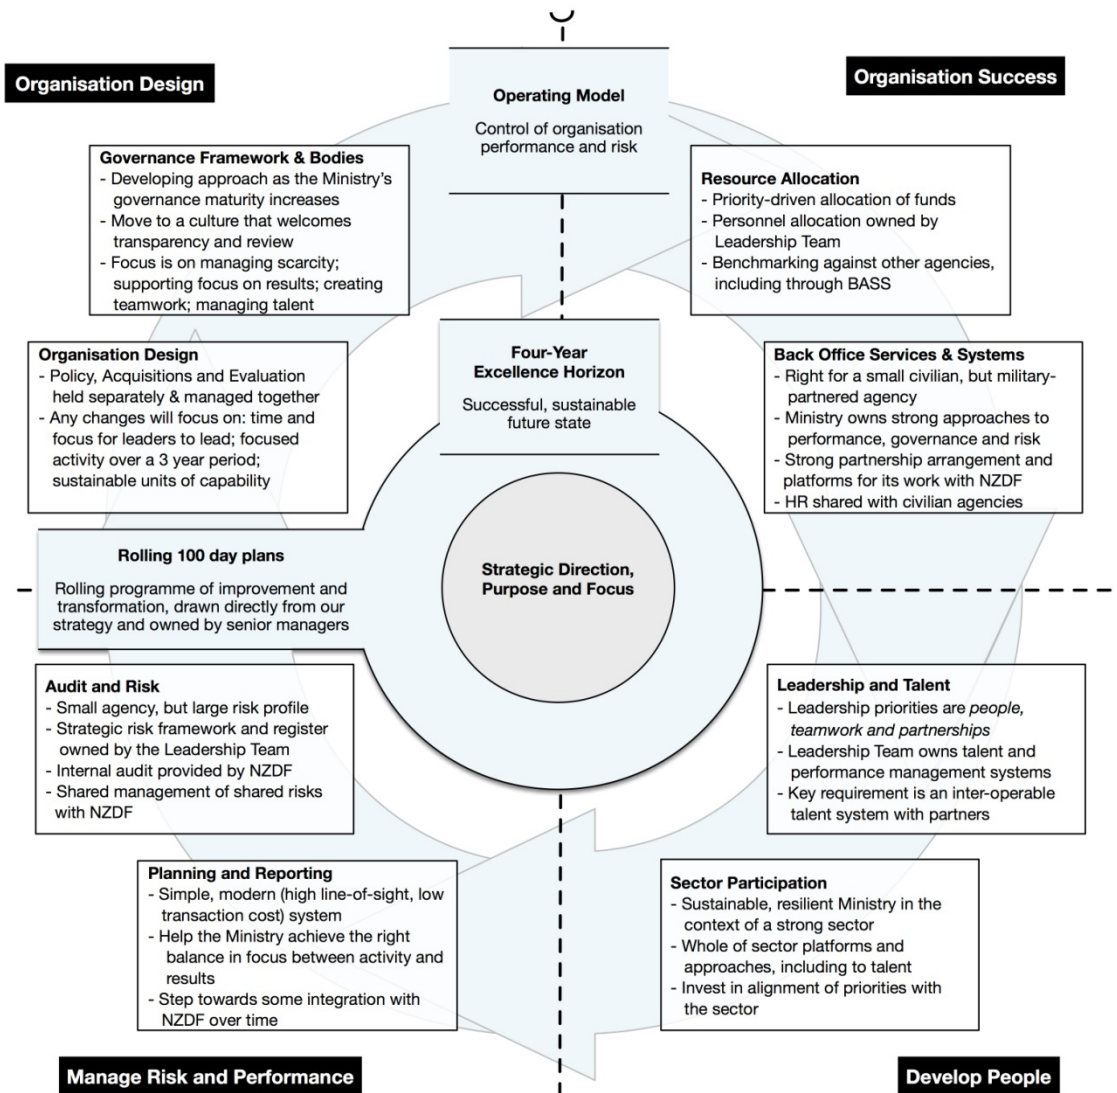 Organisation Design
Organisation Success
Operating Model
Control of organisation
performance and risk
Governance Framework & Bodies
- Developing approach as the Ministry's
governance maturity increases
- Move to a culture that welcomes
transparency and review
- Focus is on managing scarcity;
supporting focus on results; creating
teamwork; managing talent
Resource Allocation
- Priority-driven allocation of funds
- Personnel allocation owned by
Leadership Team
- Benchmarking against other agencies,
including through BASS
Organisation Design
- Policy, Acquisitions and Evaluation
held separately & managed together
- Any changes will focus on: time and
focus for leaders to lead; focused
activity over a 3 year period;
sustainable units of capability
Four-Year
Excellence Horizon
Successful, sustainable
future state
Back Office Services & Systems
- Right for a small civilian, but military-
partnered agency
- Ministry owns strong approaches to
performance, governance and risk
- Strong partnership arrangement and
platforms for its work with NZDF
- HR shared with civilian agencies
Rolling 100 day plans
Rolling programme of improvement and
transformation, drawn directly from our
strategy and owned by senior managers
Strategic Direction,
Purpose and Focus
Audit and Risk
- Small agency, but large risk profile
- Strategic risk framework and register
owned by the Leadership Team
- Internal audit provided by NZDF
- Shared management of shared risks
with NZDF
Leadership and Talent
- Leadership priorities are people,
teamwork and partnerships
- Leadership Team owns talent and
performance management systems
- Key requirement is an inter-operable
talent system with partners
Planning and Reporting
- Simple, modern (high line-of-sight, low
transaction cost) system
- Help the Ministry achieve the right
balance in focus between activity and
results
- Step towards some integration with
NZDF over time
Sector Participation
- Sustainable, resilient Ministry in the
context of a strong sector
- Whole of sector platforms and
approaches, including to talent
- Invest in alignment of priorities with
the sector
Manage Risk and Performance
Develop People